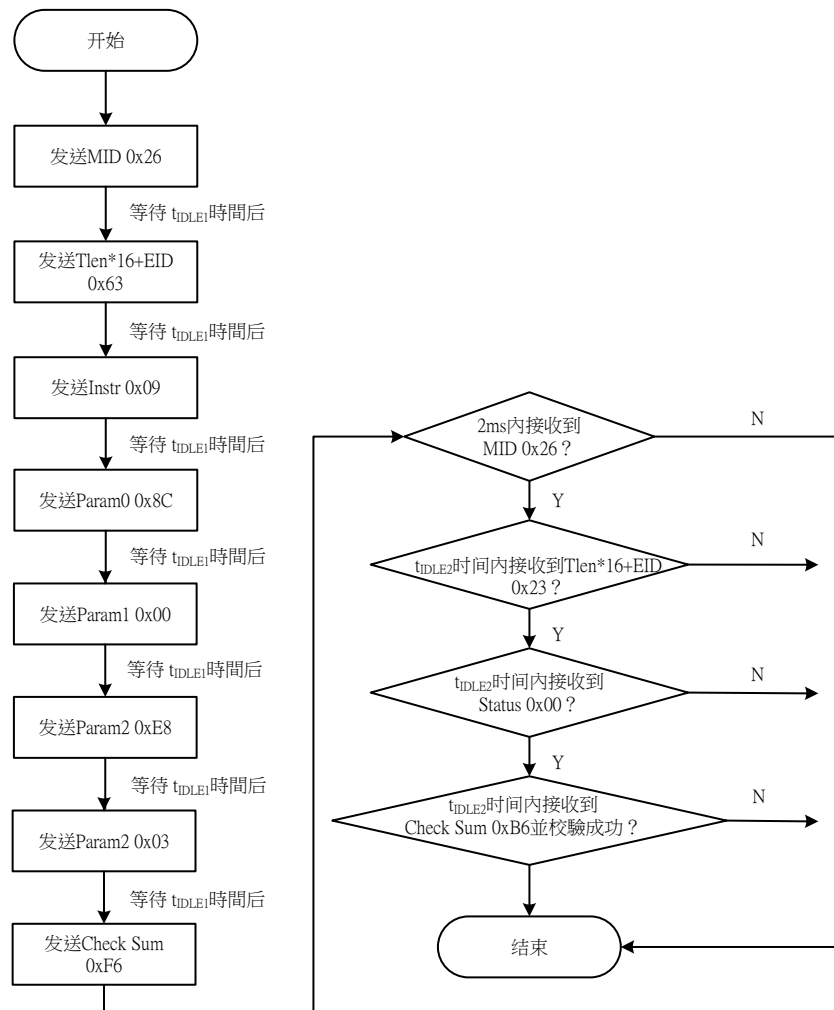 开始
发送MID 0x26
等待 tIDLE1時間后
发送Tlen*16+EID
0x63
等待 tIDLE1時間后
发送Instr 0x09
等待 tIDLE1時間后
发送Param0 0x8C
等待 tIDLE1時間后
发送Param1 0x00
等待 tIDLE1時間后
发送Param2 0xE8
等待 tIDLE1時間后
发送Param2 0x03
等待 tIDLE1時間后
发送Check Sum
0xF6
2ms內接收到
MID 0x26？
N
Y
tIDLE2时间內接收到Tlen*16+EID
0x23？
N
Y
tIDLE2时间內接收到
Status 0x00？
N
Y
tIDLE2时间內接收到
Check Sum 0xB6並校驗成功？
N
结束